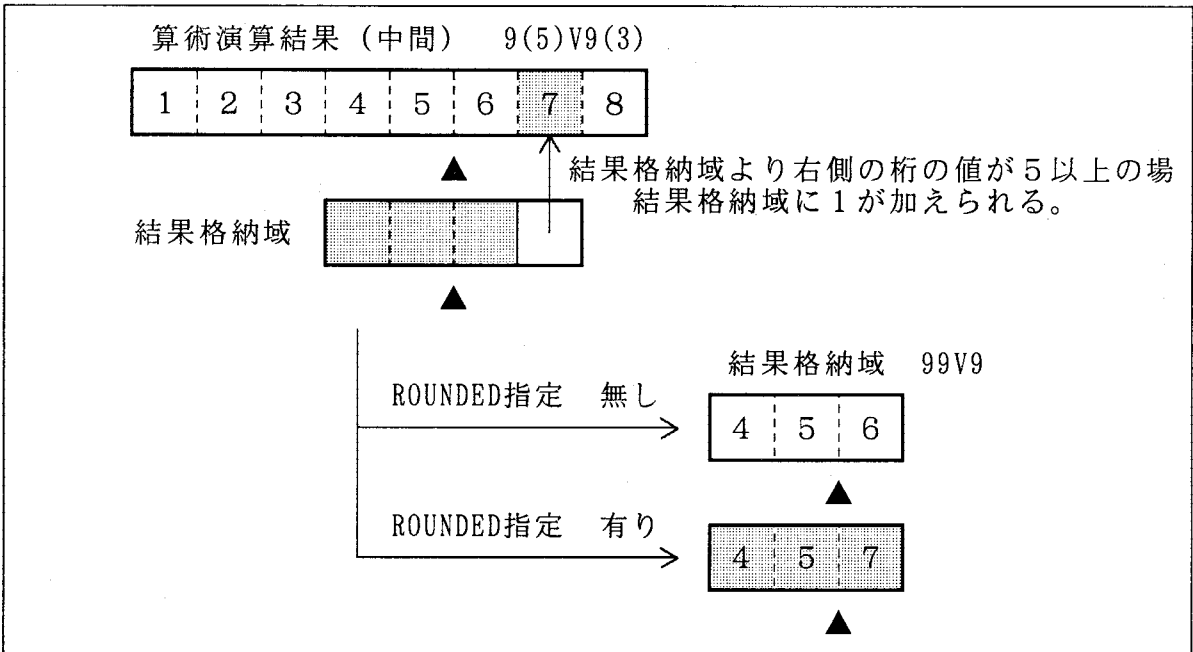 算術演算結果（中間）　9(5)V9(3)
1 2 3 4 5 6 7 8
▲
結果格納域より右側の桁の値が５以上の場
結果格納域に１が加えられる。
結果格納域
▲
結果格納域　99V9
ROUNDED指定　無し
4 5 6
▲
ROUNDED指定　有り
4 5 7
▲